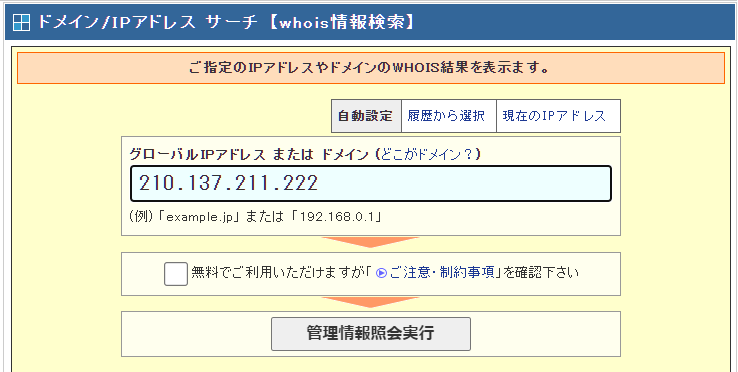 ドメイン/IPアドレス サーチ 【whois情報検索】
ご指定のIPアドレスやドメインのWHOIS結果を表示ます。
自動設定 履歴から選択 現在のIPアドレス
グローバルIPアドレス または ドメイン (どこがドメイン？)
210.137.211.222
(例)「example.jp」または「192.168.0.1」
無料でご利用いただけますが「ご注意・制約事項」を確認下さい
管理情報照会実行